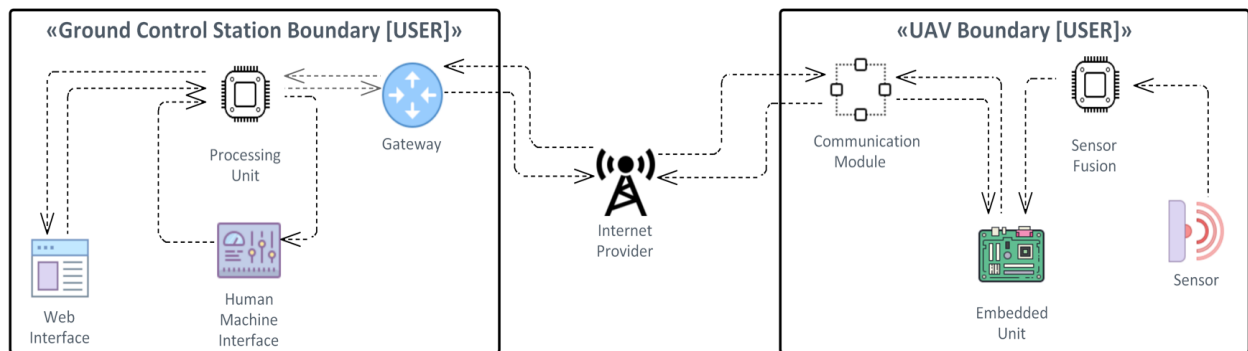 «Ground Control Station Boundary [USER]»
«UAV Boundary [USER]»
Processing
Unit
Gateway
Communication
Module
Sensor
Fusion
Internet
Provider
Web
Interface
Human
Machine
Interface
Embedded
Unit
Sensor